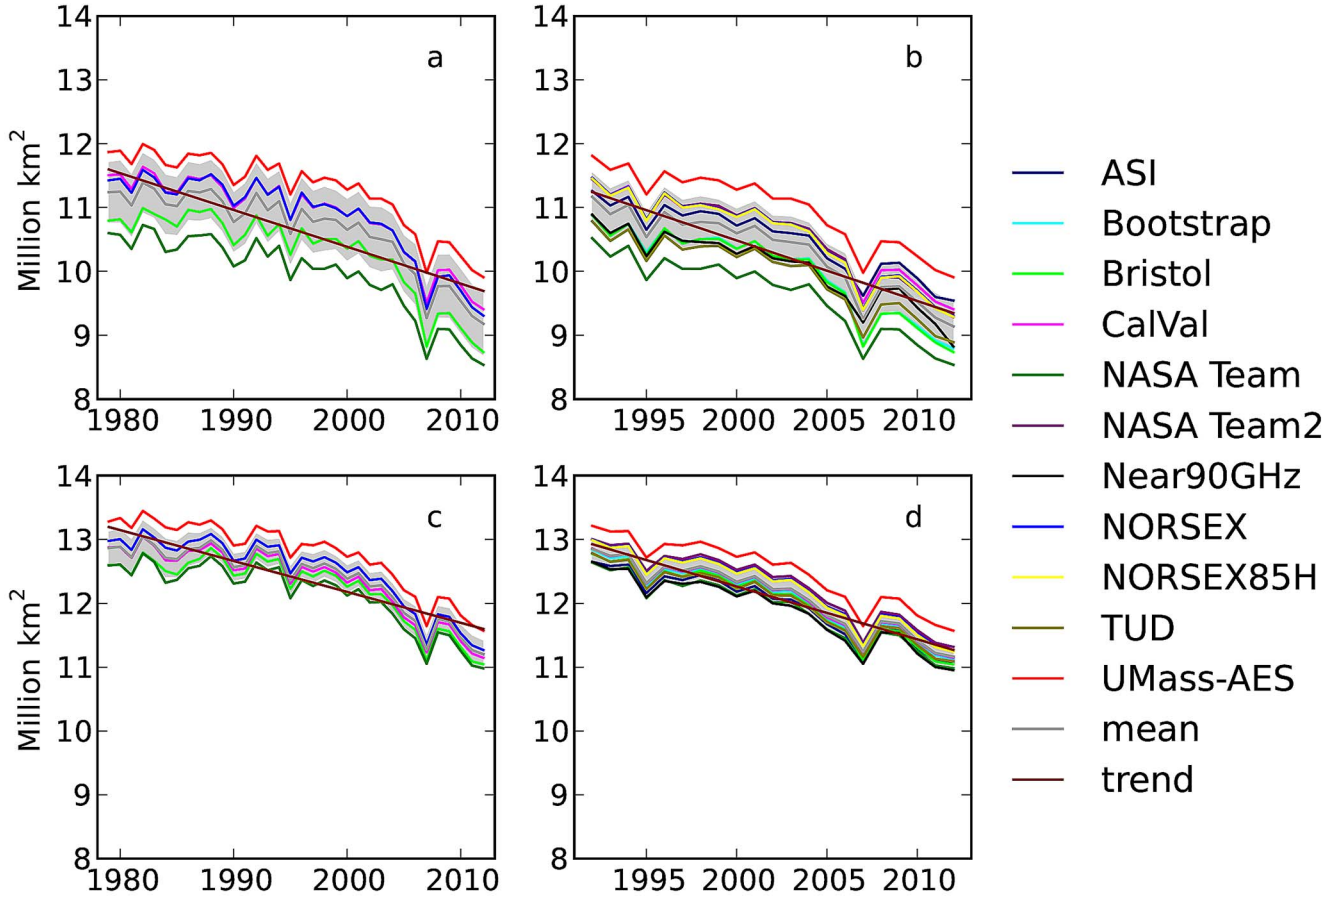 14
13
12
11
10
9
8
Million km²
a
1980 1990 2000 2010
14
13
12
11
10
9
8
b
1995 2000 2005 2010
14
13
12
11
10
9
8
Million km²
c
1980 1990 2000 2010
14
13
12
11
10
9
8
d
1995 2000 2005 2010
ASI
Bootstrap
Bristol
CalVal
NASA Team
NASA Team2
Near90GHz
NORSEX
NORSEX85H
TUD
UMass-AES
mean
trend